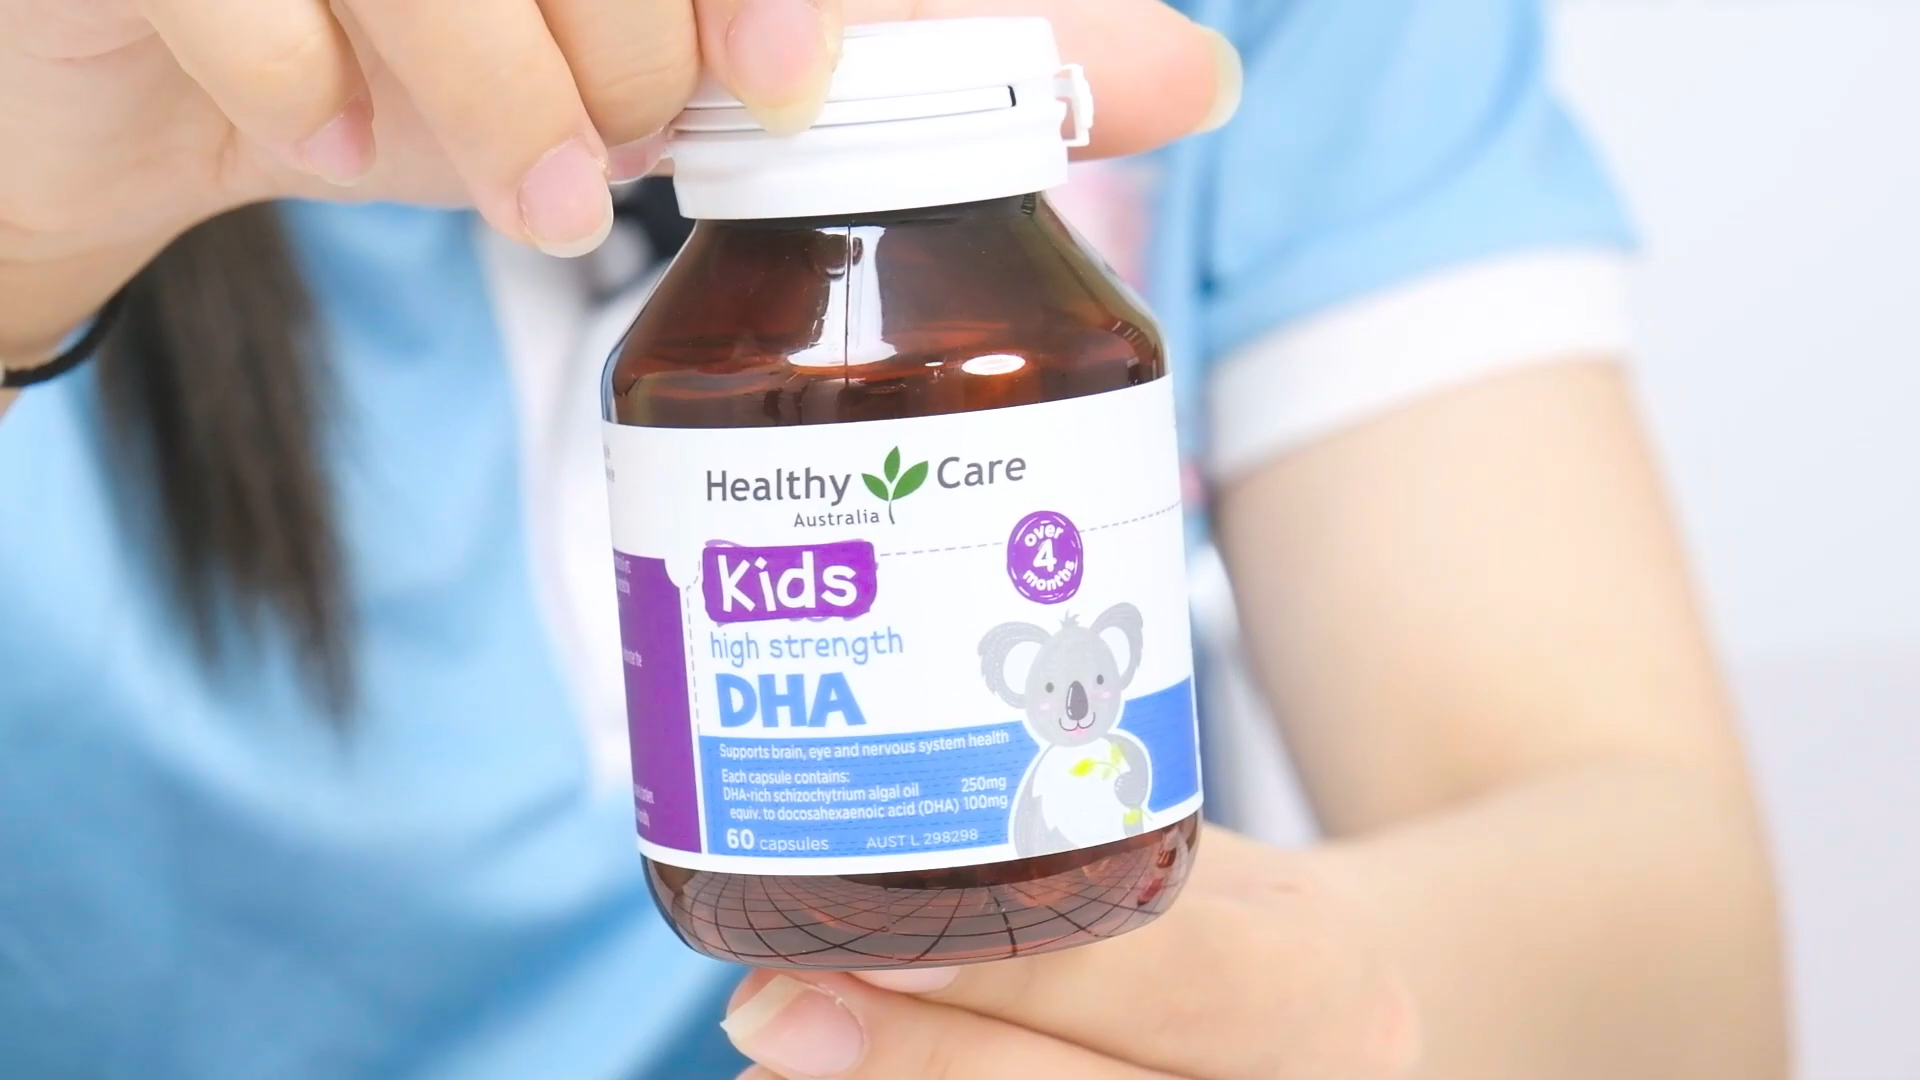 Healthy Care
Australia
Kids
over
4
months
high strength
DHA
Supports brain, eye and nervous system health
Each capsule contains:
DHA-rich schizochytrium algal oil 250mg
equiv. to docosahexaenoic acid (DHA) 100mg
60 capsules AUST L 298298